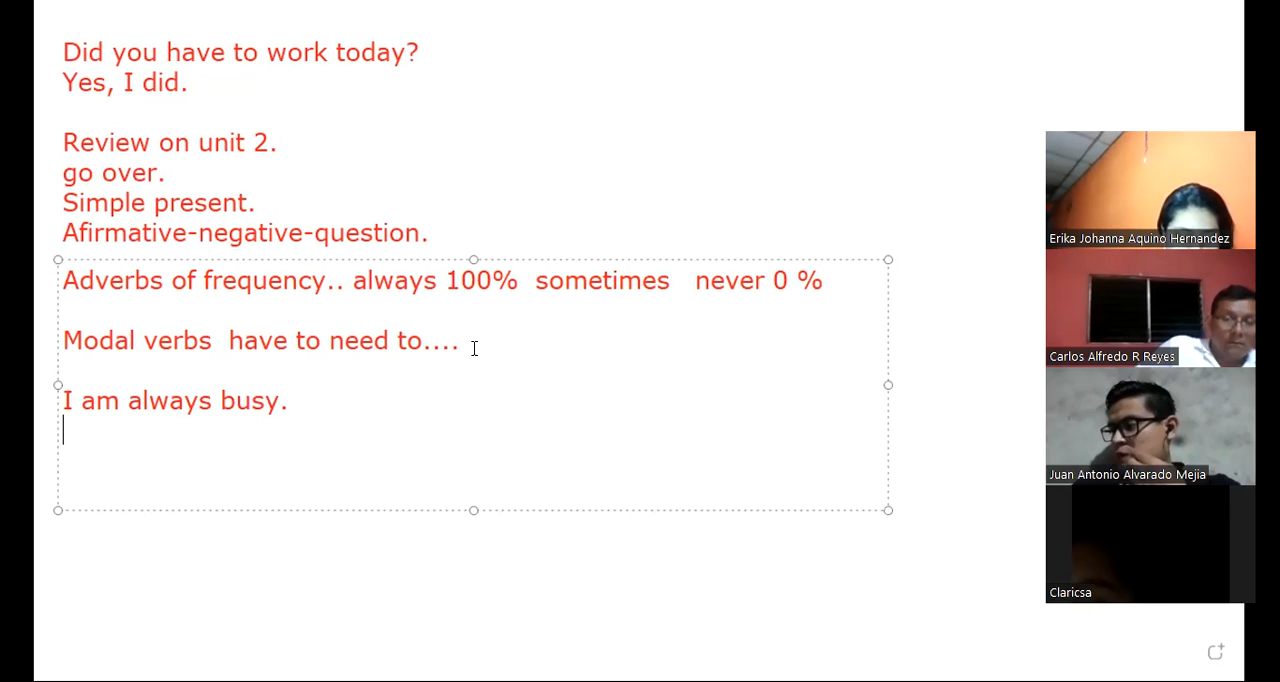 Did you have to work today?
Yes, I did.
Review on unit 2.
go over.
Simple present.
Afirmative-negative-question.
Adverbs of frequency.. always 100% sometimes never 0 %
Modal verbs have to need to....
I am always busy.
Erika Johanna Aquino Hernandez
Carlos Alfredo R Reyes
Juan Antonio Alvarado Mejia
Claricsa